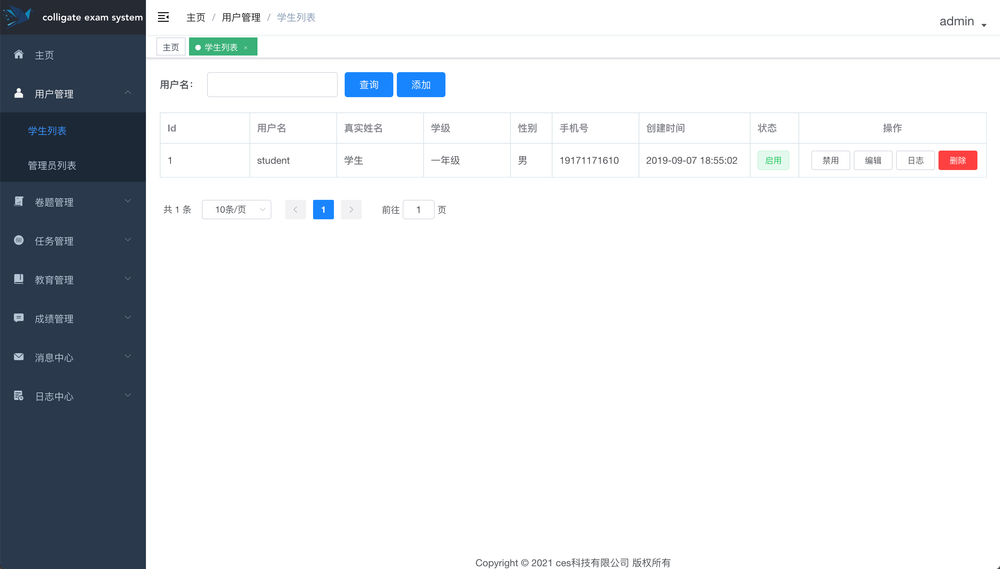 colligate exam system
主页 / 用户管理 / 学生列表
admin
主页
学生列表 ×
主页
用户管理
学生列表
管理员列表
卷题管理
任务管理
教育管理
成绩管理
消息中心
日志中心
用户名：
查询
添加
Id 用户名 真实姓名 学级 性别 手机号 创建时间 状态 操作
1 student 学生 一年级 男 19171171610 2019-09-07 18:55:02 启用 禁用 编辑 日志 删除
共 1 条 10条/页 1 前往 1 页
Copyright © 2021 ces科技有限公司 版权所有